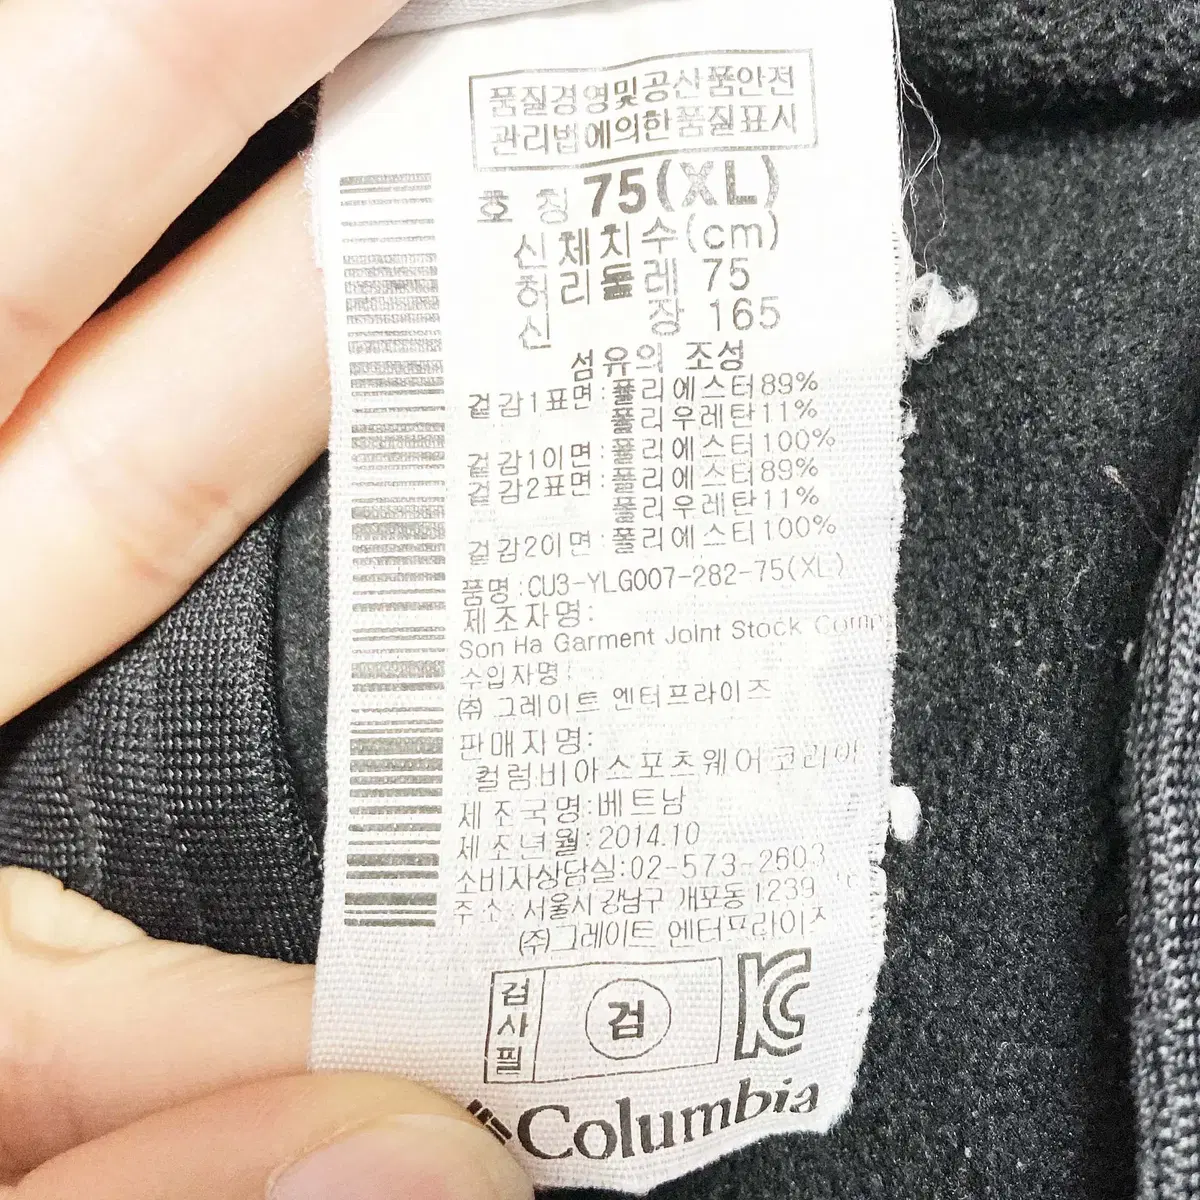 품질경영및공산품안전
관리법에의한품질표시
호 칭 75(XL)
신체치수(cm)
허리둘레 75
신 장 165
섬유의 조성
겉감1표면:폴리에스터89%
폴리우레탄11%
겉감1이면:폴리에스터100%
겉감2표면:폴리에스터89%
폴리우레탄11%
겉감2이면:폴리에스터100%
품명:CU3-YLG007-282-75(XL)
제조자명:
Son Ha Garment Joint Stock Comp
수입자명:
(주) 그레이트 엔터프라이즈
판매자명:
컬럼비아스포츠웨어코리아
제조국명:베트남
제조년월:2014.10
소비자상담실:02-573-2603
주소: 서울시 강남구 개포동 1239
(주)그레이트 엔터프라이즈
검사필
검
KC
Columbia